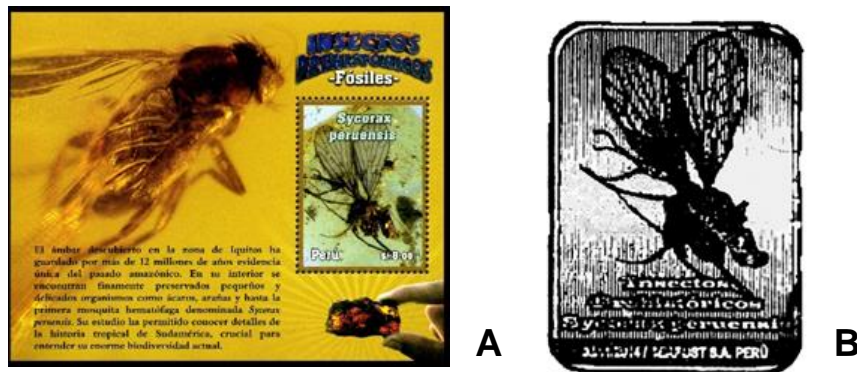 INSECTOS
PREHISTÓRICOS
-Fósiles-
Sycorax
peruensis
Perú S/.8.00
El ámbar descubierto en la zona de Iquitos ha
guardado por más de 12 millones de años evidencia
única del pasado amazónico. En su interior se
encuentran finamente preservados pequeños y
delicados organismos como ácaros, arañas y hasta la
primera mosquita hematófaga denominada Sycorax
peruensis. Su estudio ha permitido conocer detalles de
la historia tropical de Sudamérica, crucial para
entender su enorme biodiversidad actual.
A
Insectos
Prehistóricos
Sycorax peruensis
2014 / SERPOST S.A. PERÚ
B